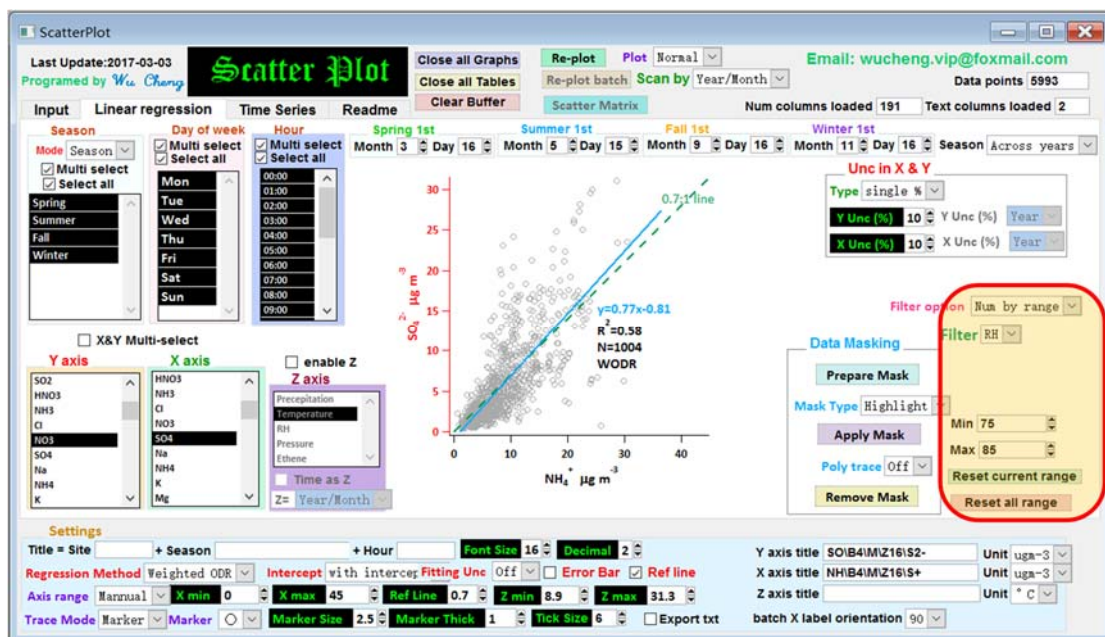 ScatterPlot
Last Update:2017-03-03
Programed by Wu Cheng
Scatter Plot
Close all Graphs
Close all Tables
Clear Buffer
Re-plot Plot Normal
Re-plot batch Scan by Year/Month
Scatter Matrix
Email: wucheng.vip@foxmail.com
Data points 5993
Num columns loaded 191 Text columns loaded 2
Input Linear regression Time Series Readme
Season
Mode Season
Multi select
Select all
Spring
Summer
Fall
Winter
Day of week
Multi select
Select all
Mon
Tue
Wed
Thu
Fri
Sat
Sun
Hour
Multi select
Select all
00:00
01:00
02:00
03:00
04:00
05:00
06:00
07:00
08:00
09:00
Spring 1st Summer 1st Fall 1st Winter 1st
Month 3 Day 16 Month 5 Day 15 Month 9 Day 16 Month 11 Day 16 Season Across years
Unc in X & Y
Type single %
Y Unc (%) 10 Y Unc (%) Year
X Unc (%) 10 X Unc (%) Year
30
25
20
15
10
5
0
SO4 2- µg m-3
0.7:1 line
y=0.77x-0.81
R2=0.58
N=1004
WODR
0 10 20 30 40
NH4+ µg m-3
Filter option Num by range
Filter RH
Min 75
Max 85
Reset current range
Reset all range
Data Masking
Prepare Mask
Mask Type Highlight
Apply Mask
Poly trace Off
Remove Mask
X&Y Multi-select
Y axis
SO2
HNO3
NH3
Cl
NO3
SO4
Na
NH4
K
X axis
HNO3
NH3
Cl
NO3
SO4
Na
NH4
K
Mg
enable Z
Z axis
Precepitation
Temperature
RH
Pressure
Ethene
Time as Z
Z= Year/Month
Settings
Title = Site + Season + Hour Font Size 16 Decimal 2
Regression Method Weighted ODR Intercept with intercep Fitting Unc Off Error Bar Ref line
Axis range Mannual X min 0 X max 45 Ref Line 0.7 Z min 8.9 Z max 31.3
Trace Mode Marker Marker Marker Size 2.5 Marker Thick 1 Tick Size 6 Export txt
Y axis title SO\B4\M\Z16\S2- Unit ugm-3
X axis title NH\B4\M\Z16\S+ Unit ugm-3
Z axis title Unit °C
batch X label orientation 90